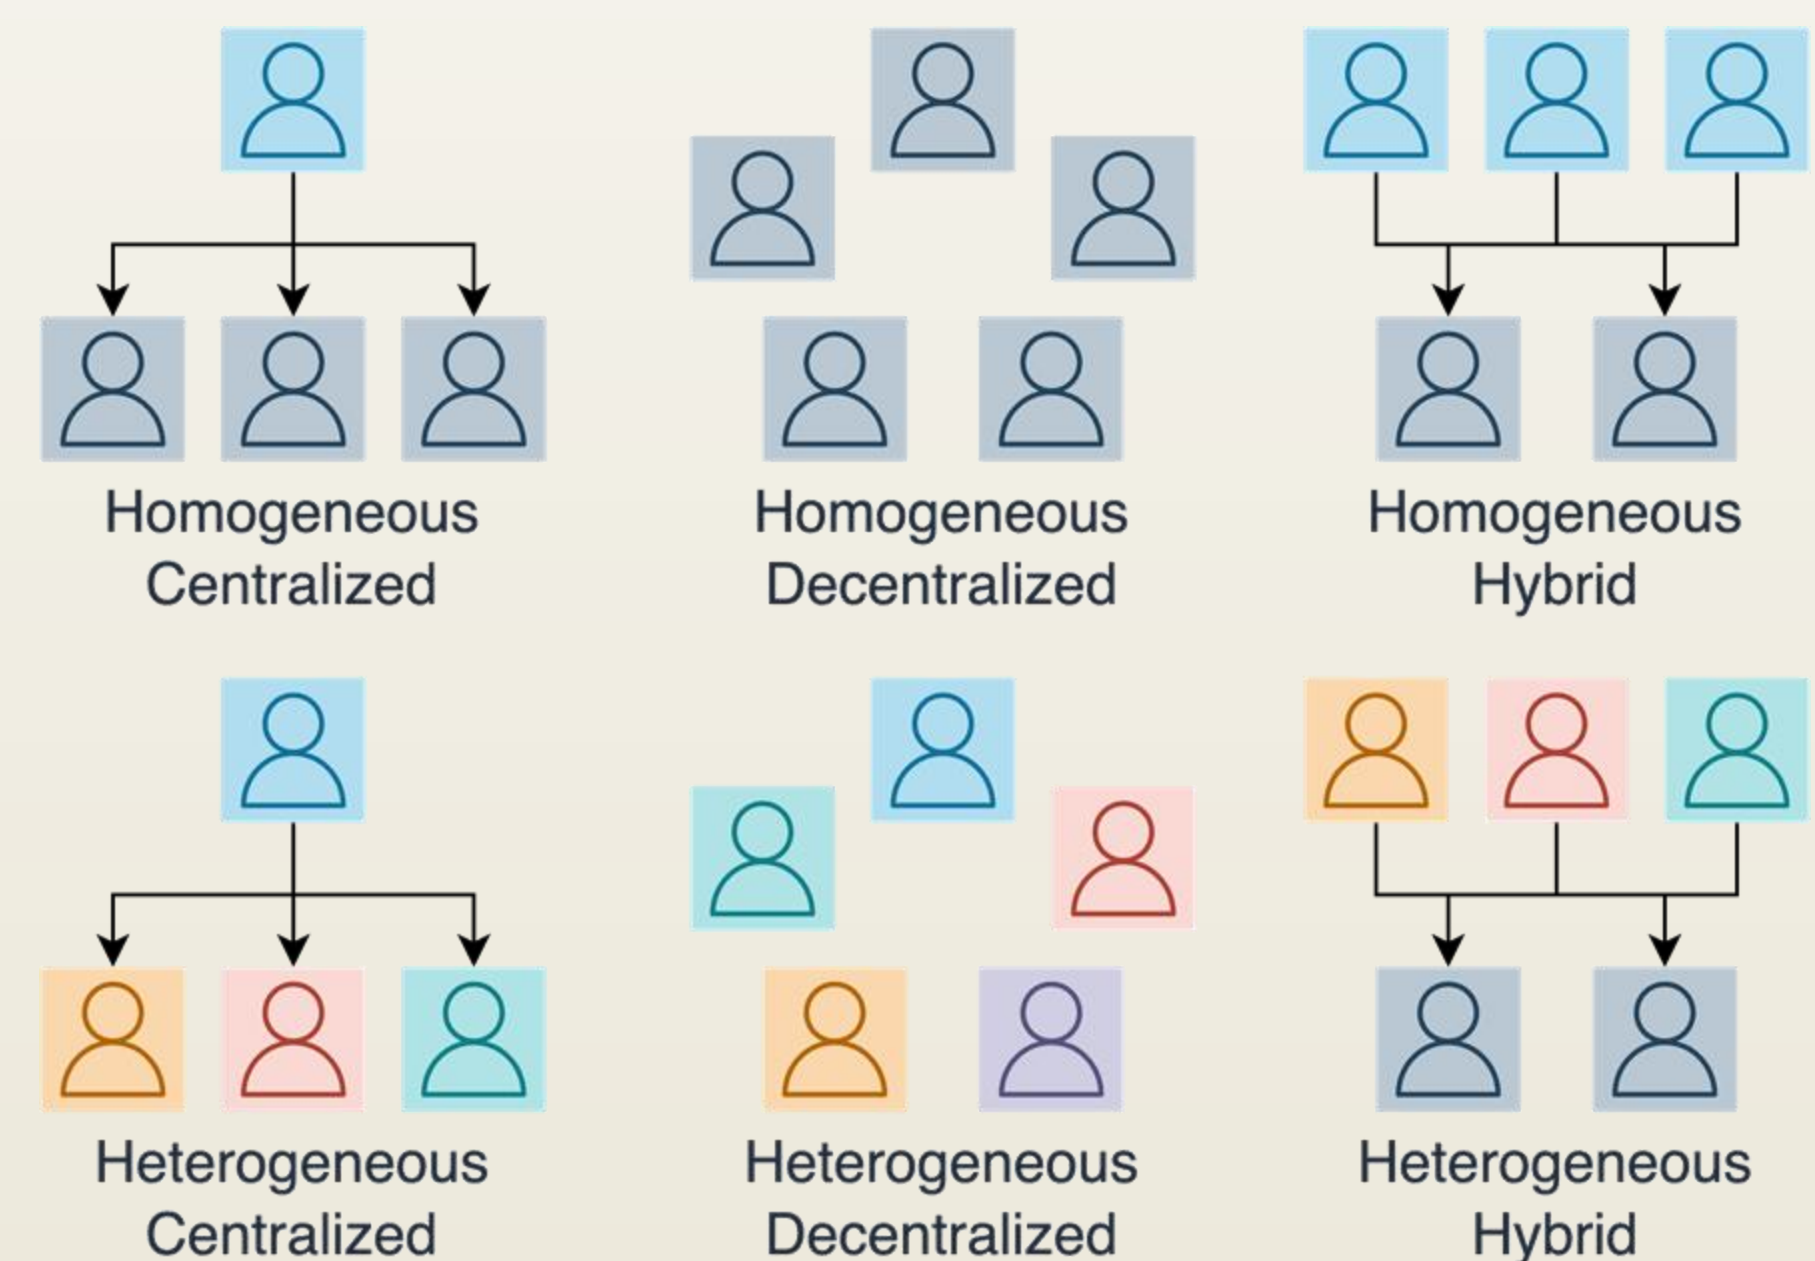 Homogeneous
Centralized
Homogeneous
Decentralized
Homogeneous
Hybrid
Heterogeneous
Centralized
Heterogeneous
Decentralized
Heterogeneous
Hybrid